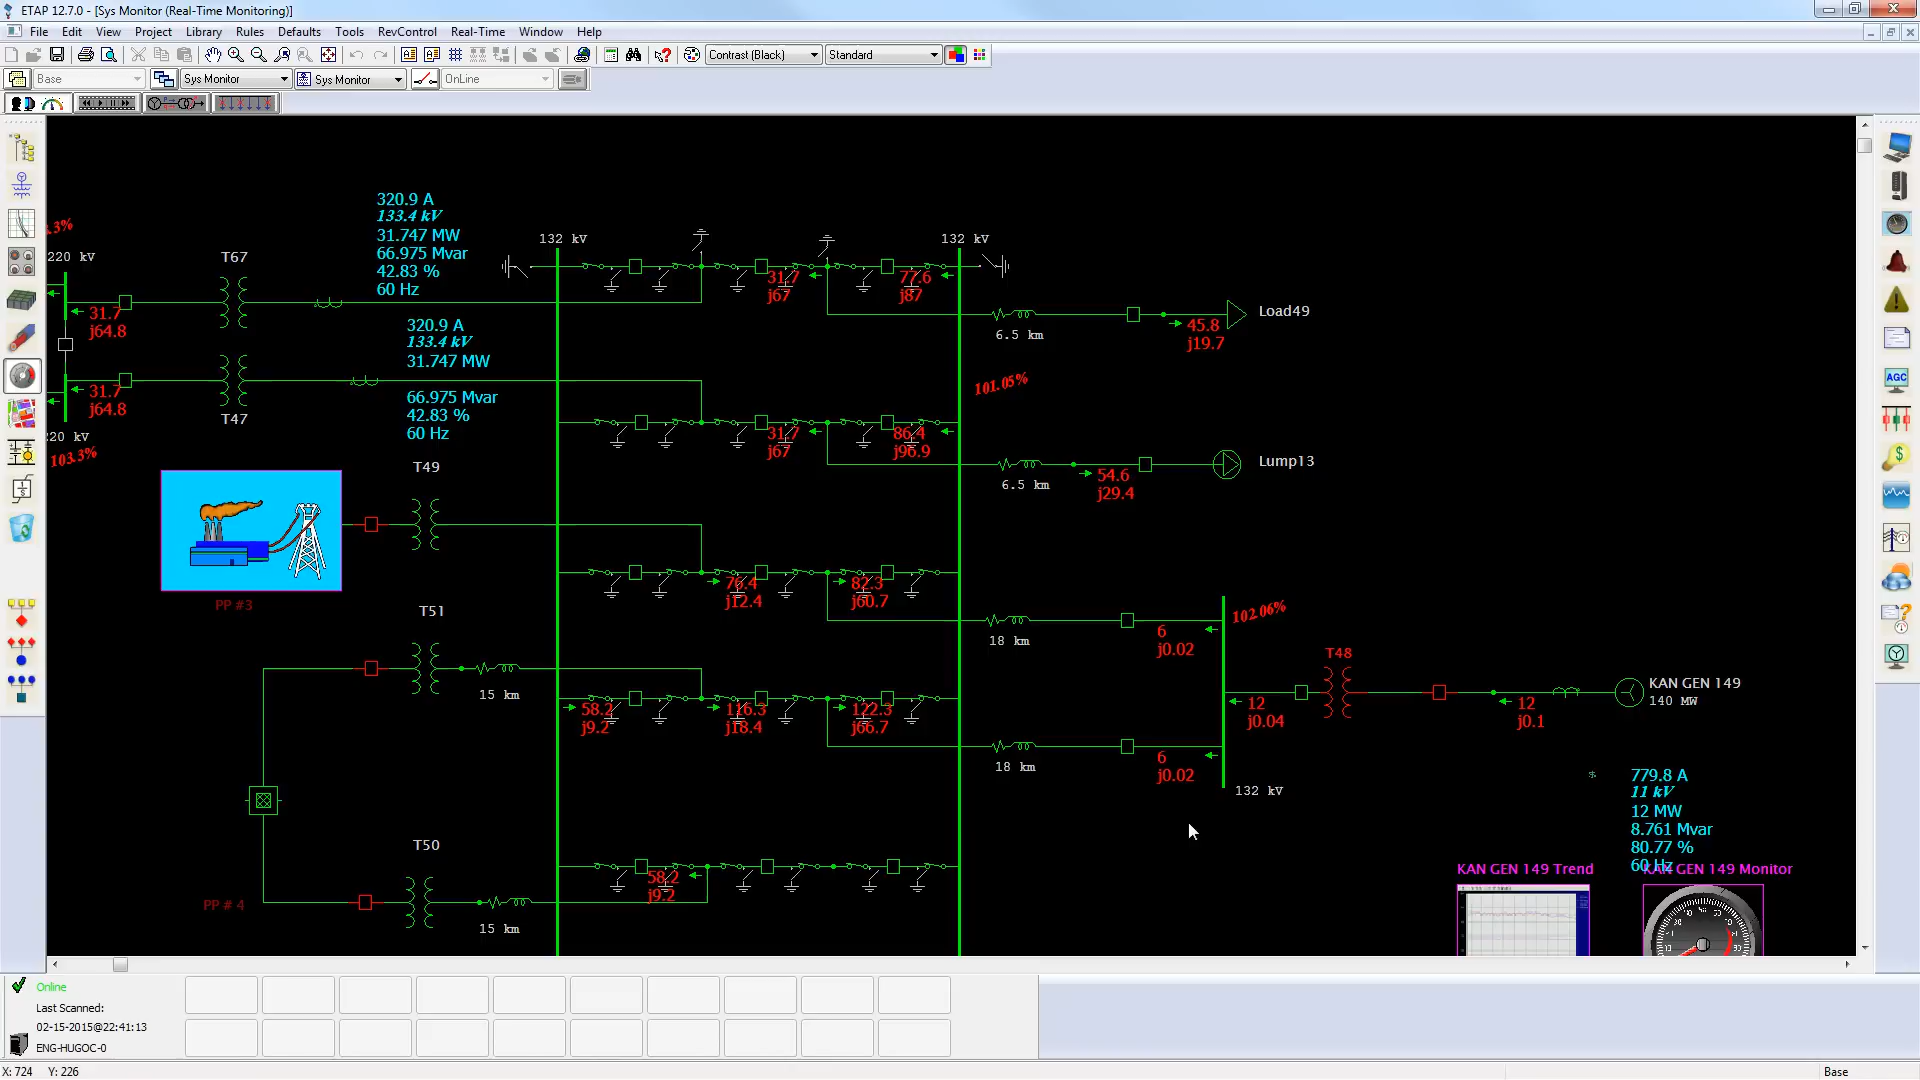 ETAP 12.7.0 - [Sys Monitor (Real-Time Monitoring)]
File Edit View Project Library Rules Defaults Tools RevControl Real-Time Window Help
Contrast (Black) Standard
Base Sys Monitor Sys Monitor OnLine
320.9 A
133.4 kV
31.747 MW
66.975 Mvar
42.83 %
60 Hz
132 kV
132 kV
.3%
220 kV
T67
31.7
j64.8
31.7
j67
77.6
j87
6.5 km
45.8
j19.7
Load49
320.9 A
133.4 kV
31.747 MW
66.975 Mvar
42.83 %
60 Hz
31.7
j64.8
T47
101.05%
20 kV
103.3%
31.7
j67
86.4
j96.9
6.5 km
54.6
j29.4
Lump13
T49
PP #3
76.4
j12.4
82.3
j60.7
18 km
6
j0.02
102.06%
T51
15 km
58.2
j9.2
116.3
j18.4
122.3
j66.7
18 km
6
j0.02
132 kV
12
j0.04
T48
12
j0.1
KAN GEN 149
140 MW
779.8 A
11 kV
12 MW
8.761 Mvar
80.77 %
60 Hz
T50
PP # 4
15 km
58.2
j9.2
KAN GEN 149 Trend
KAN GEN 149 Monitor
AGC
Online
Last Scanned:
02-15-2015@22:41:13
ENG-HUGOC-0
X: 724 Y: 226
Base